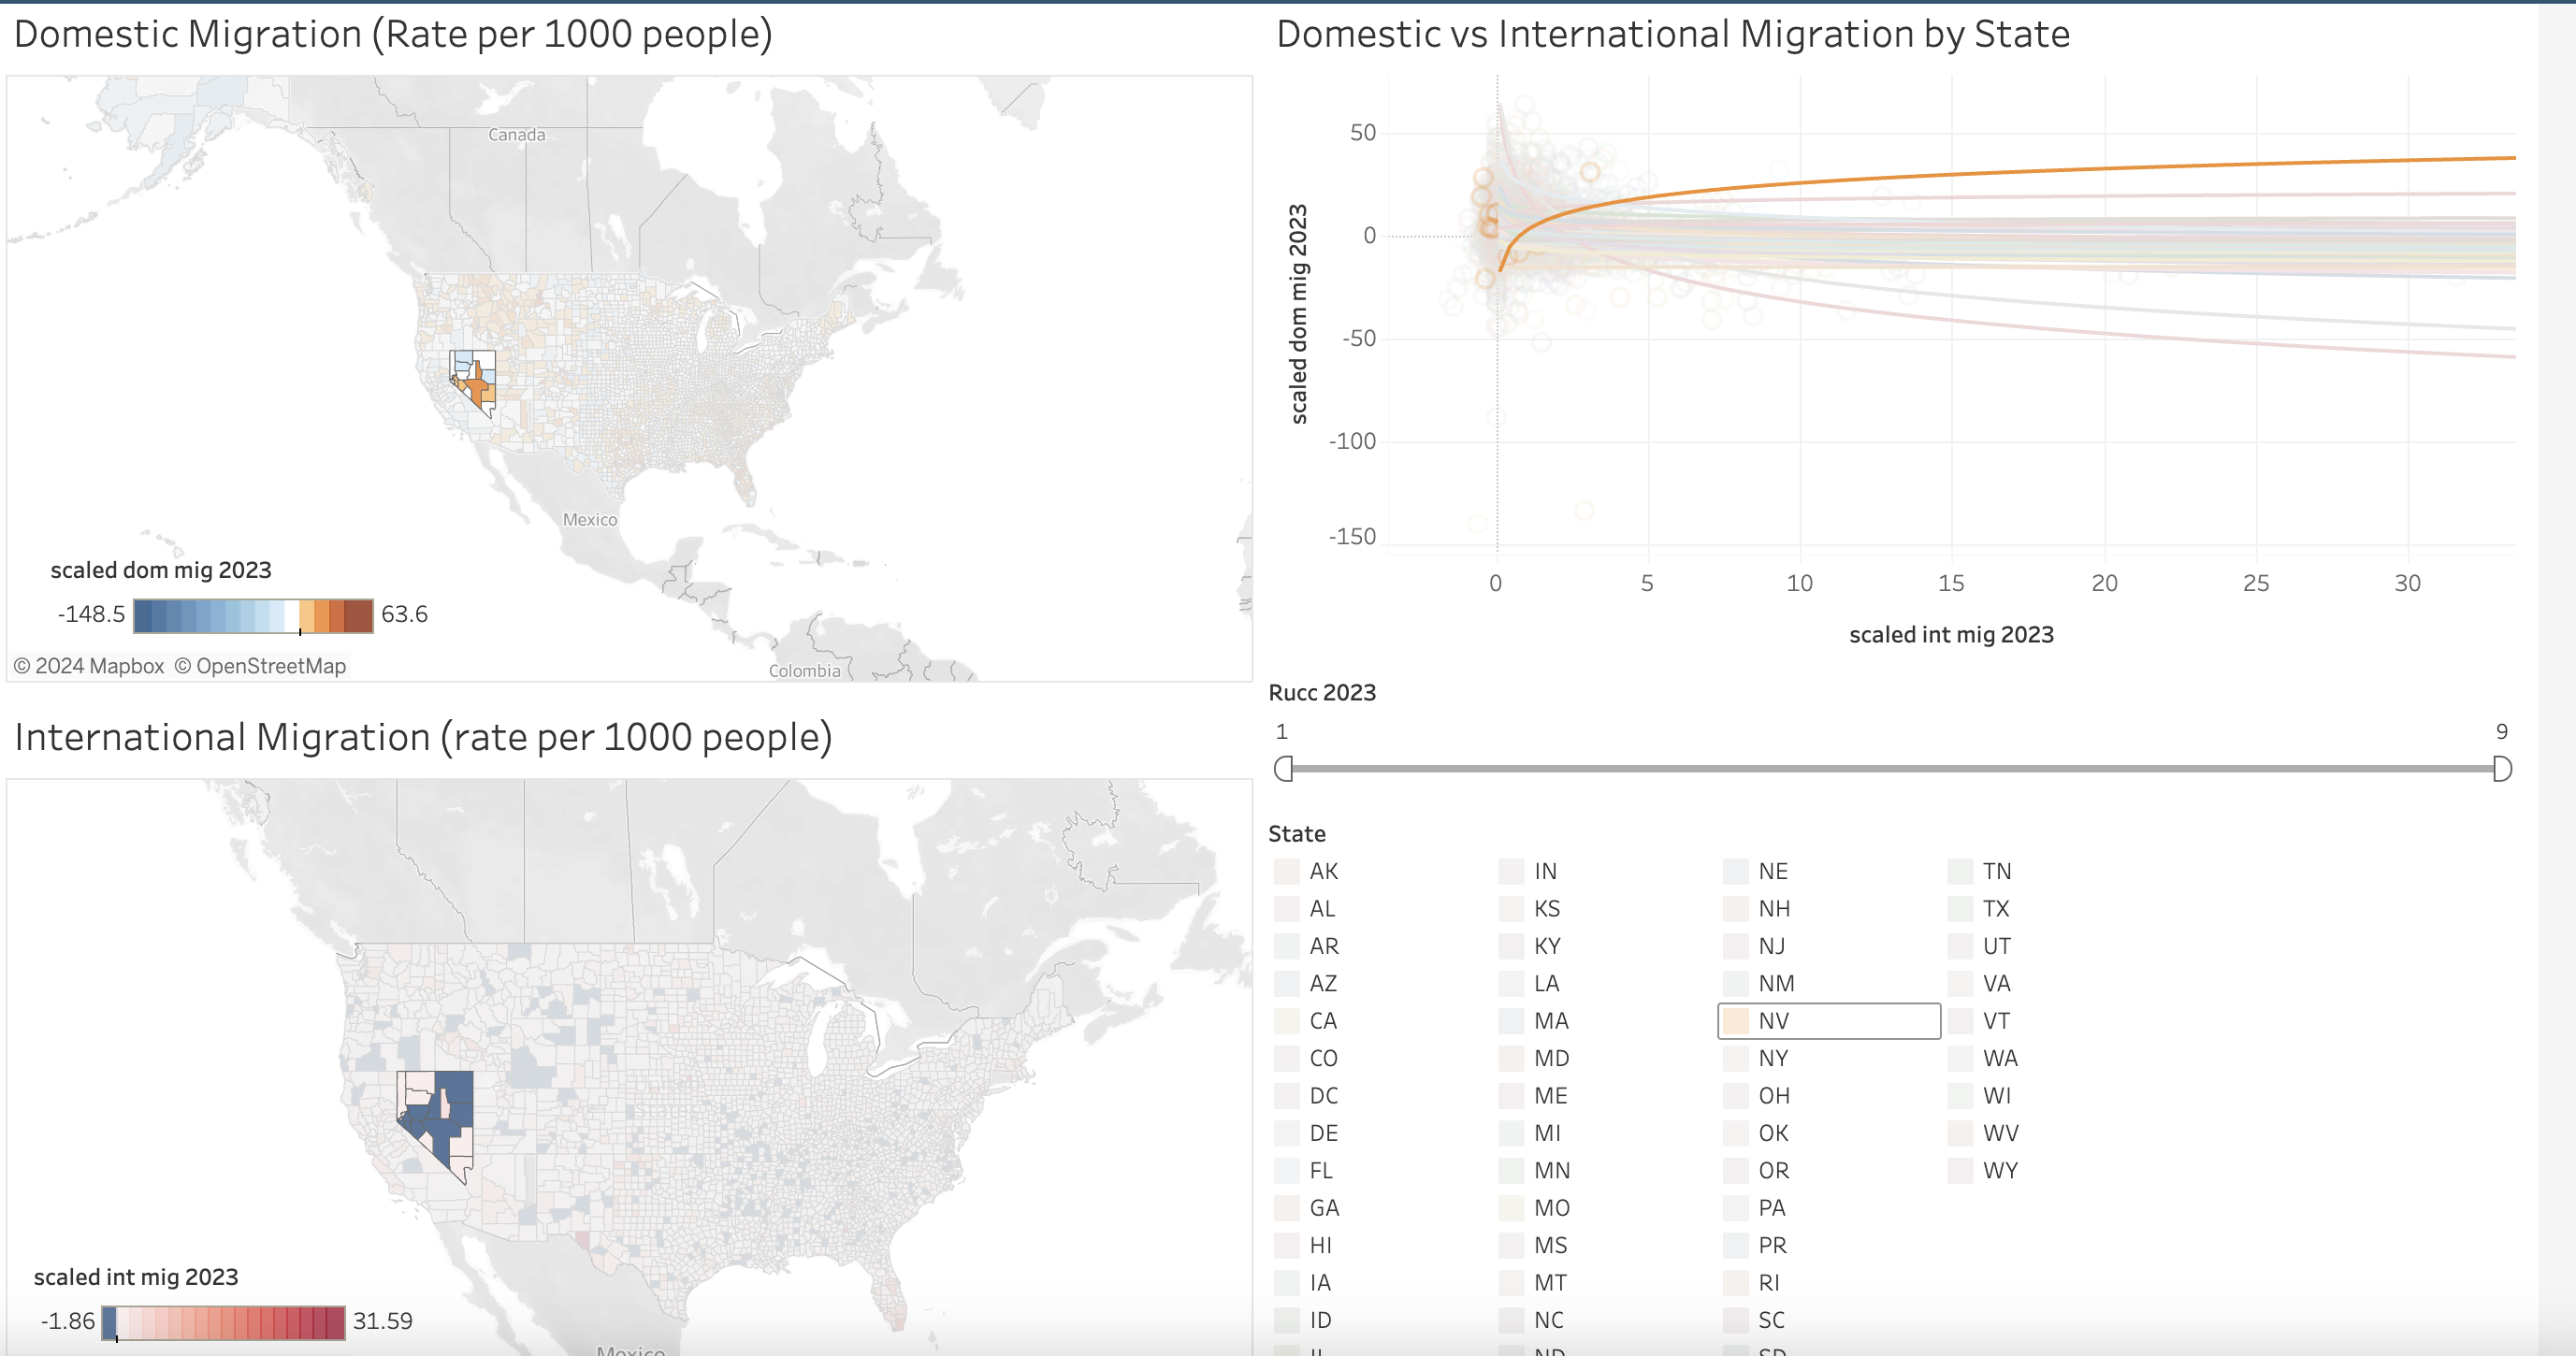 Domestic Migration (Rate per 1000 people)
Canada
Mexico
Colombia
scaled dom mig 2023
-148.5 63.6
© 2024 Mapbox © OpenStreetMap
International Migration (rate per 1000 people)
scaled int mig 2023
-1.86 31.59
Mexico
Domestic vs International Migration by State
scaled dom mig 2023
50
0
-50
-100
-150
0 5 10 15 20 25 30
scaled int mig 2023
Rucc 2023
1 9
State
AK IN NE TN
AL KS NH TX
AR KY NJ UT
AZ LA NM VA
CA MA NV VT
CO MD NY WA
DC ME OH WI
DE MI OK WV
FL MN OR WY
GA MO PA
HI MS PR
IA MT RI
ID NC SC
IL ND SD